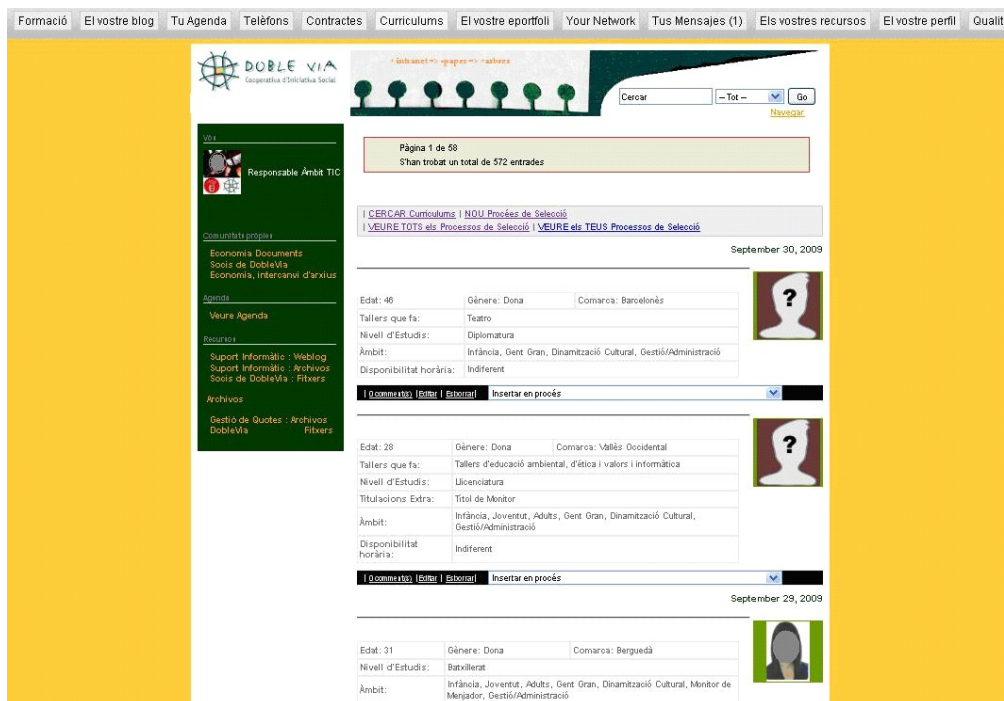 Formació El vostre blog Tu Agenda Telèfons Contractes Curriculums El vostre eportfoli Your Network Tus Mensajes (1) Els vostres recursos El vostre perfil Qualit
DOBLE VIA
Cooperativa d'Iniciativa Social
+ intranet => -paper => +arbres
Cercar -- Tot -- Go
Navegar
Vós
Responsable Àmbit TIC
Comunitats pròpies
Economia Documents
Socis de DobleVia
Economia, intercanvi d'arxius
Agenda
Veure Agenda
Recursos
Suport Informàtic : Weblog
Suport Informàtic : Archivos
Socis de DobleVia : Fitxers
Archivos
Gestió de Quotes : Archivos
DobleVia Fitxers
Pàgina 1 de 58
S'han trobat un total de 572 entrades
| CERCAR Curriculums | NOU Procées de Selecció
| VEURE TOTS els Processos de Selecció | VEURE els TEUS Processos de Selecció
September 30, 2009
Edat: 46 Gènere: Dona Comarca: Barcelonès
Tallers que fa: Teatro
Nivell d'Estudis: Diplomatura
Àmbit: Infància, Gent Gran, Dinamització Cultural, Gestió/Administració
Disponibilitat horària: Indiferent
| 0 comment(s) |Editar | Esborrar| Insertar en procés
?
Edat: 28 Gènere: Dona Comarca: Vallès Occidental
Tallers que fa: Tallers d'educació ambiental, d'ètica i valors i informàtica
Nivell d'Estudis: Llicenciatura
Titulacions Extra: Títol de Monitor
Àmbit: Infància, Joventut, Adults, Gent Gran, Dinamització Cultural,
Gestió/Administració
Disponibilitat
horària: Indiferent
| 0 comment(s) |Editar | Esborrar| Insertar en procés
?
September 29, 2009
Edat: 31 Gènere: Dona Comarca: Berguedà
Nivell d'Estudis: Batxillerat
Àmbit: Infància, Joventut, Adults, Gent Gran, Dinamització Cultural, Monitor de
Menjador, Gestió/Administració